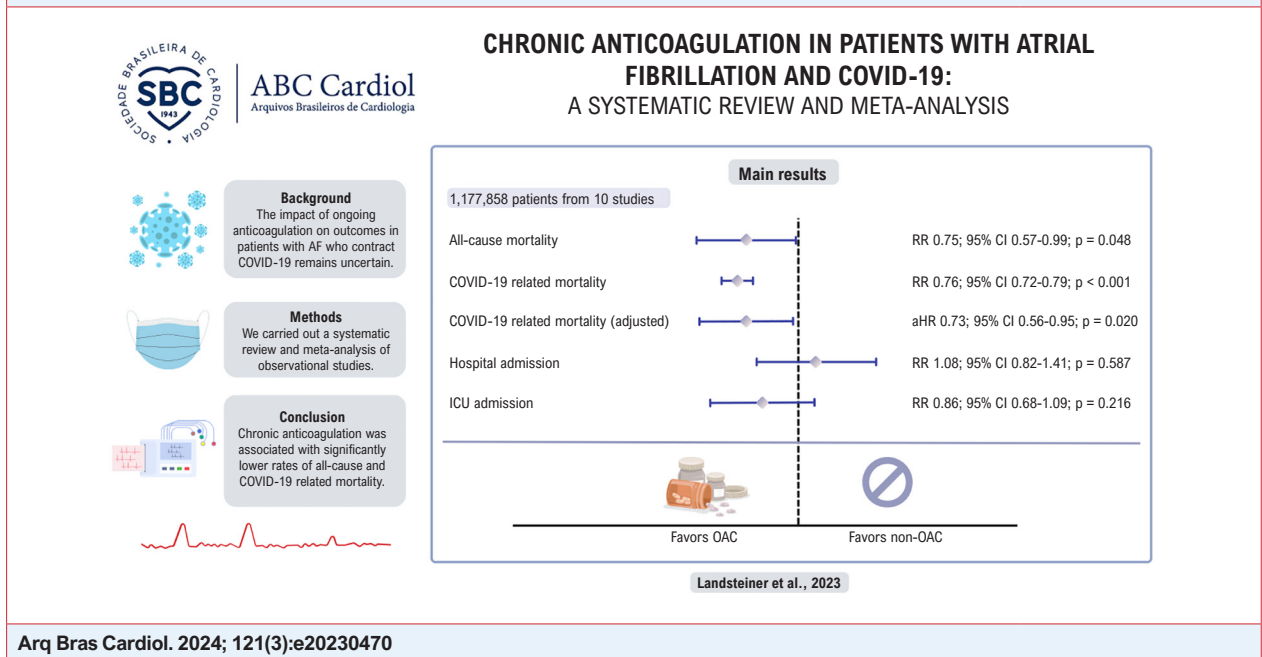 SOCIEDADE BRASILEIRA DE CARDIOLOGIA
SBC
1943
ABC Cardiol
Arquivos Brasileiros de Cardiologia
CHRONIC ANTICOAGULATION IN PATIENTS WITH ATRIAL
FIBRILLATION AND COVID-19:
A SYSTEMATIC REVIEW AND META-ANALYSIS
Background
The impact of ongoing
anticoagulation on outcomes in
patients with AF who contract
COVID-19 remains uncertain.
Methods
We carried out a systematic
review and meta-analysis of
observational studies.
Conclusion
Chronic anticoagulation was
associated with significantly
lower rates of all-cause and
COVID-19 related mortality.
Main results
1,177,858 patients from 10 studies
All-cause mortality RR 0.75; 95% CI 0.57-0.99; p = 0.048
COVID-19 related mortality RR 0.76; 95% CI 0.72-0.79; p < 0.001
COVID-19 related mortality (adjusted) aHR 0.73; 95% CI 0.56-0.95; p = 0.020
Hospital admission RR 1.08; 95% CI 0.82-1.41; p = 0.587
ICU admission RR 0.86; 95% CI 0.68-1.09; p = 0.216
Favors OAC Favors non-OAC
Landsteiner et al., 2023
Arq Bras Cardiol. 2024; 121(3):e20230470